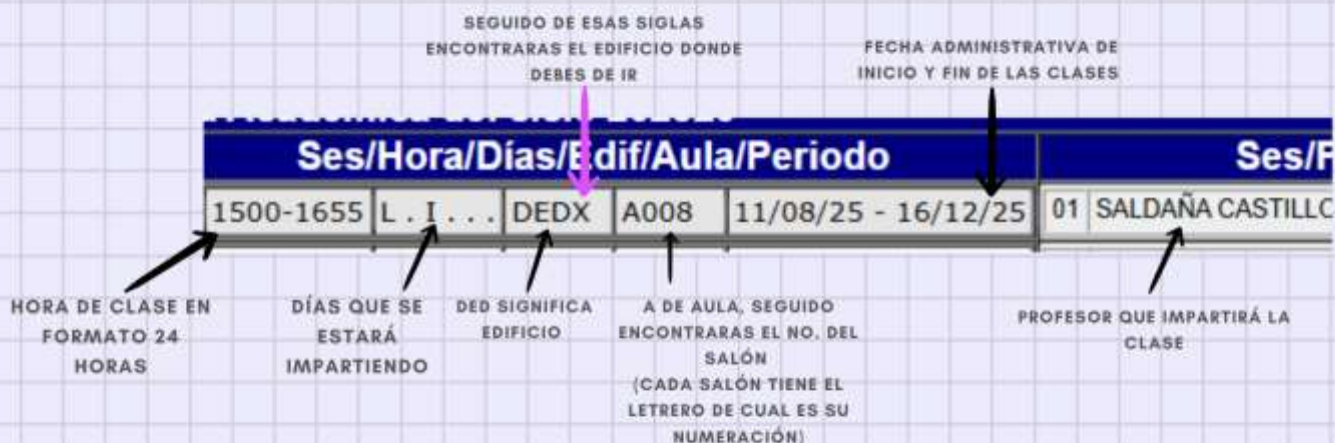 SEGUIDO DE ESAS SIGLAS
ENCONTRARAS EL EDIFICIO DONDE
DEBES DE IR
FECHA ADMINISTRATIVA DE
INICIO Y FIN DE LAS CLASES
Ses/Hora/Días/Edif/Aula/Periodo
Ses/
1500-1655 L . I . . . DEDX A008 11/08/25 - 16/12/25 01 SALDAÑA CASTILLO
HORA DE CLASE EN
FORMATO 24
HORAS
DÍAS QUE SE
ESTARÁ
IMPARTIENDO
DED SIGNIFICA
EDIFICIO
A DE AULA, SEGUIDO
ENCONTRARAS EL NO. DEL
SALÓN
(CADA SALÓN TIENE EL
LETRERO DE CUAL ES SU
NUMERACIÓN)
PROFESOR QUE IMPARTIRÁ LA
CLASE